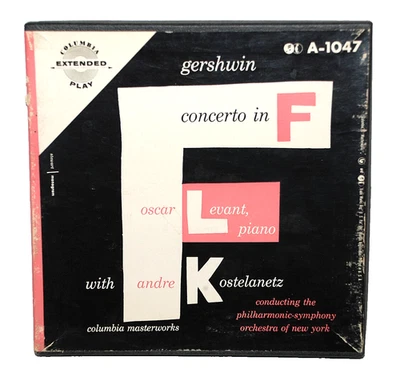 COLUMBIA
EXTENDED
PLAY
A-1047
gershwin
concerto in F
oscar Levant,
piano
with andre Kostelanetz
conducting the
philharmonic-symphony
orchestra of new york
columbia masterworks